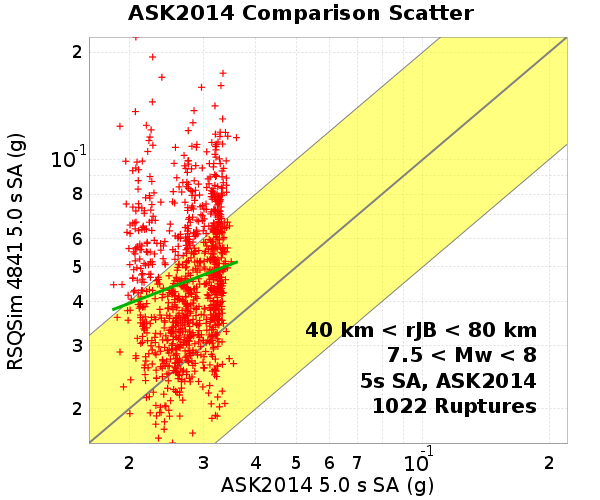 ASK2014 Comparison Scatter
RSQSim 4841 5.0 s SA (g)
2
10-1
8
6
5
4
3
2
40 km < rJB < 80 km
7.5 < Mw < 8
5s SA, ASK2014
1022 Ruptures
2 3 4 5 6 7 10-1 2
ASK2014 5.0 s SA (g)